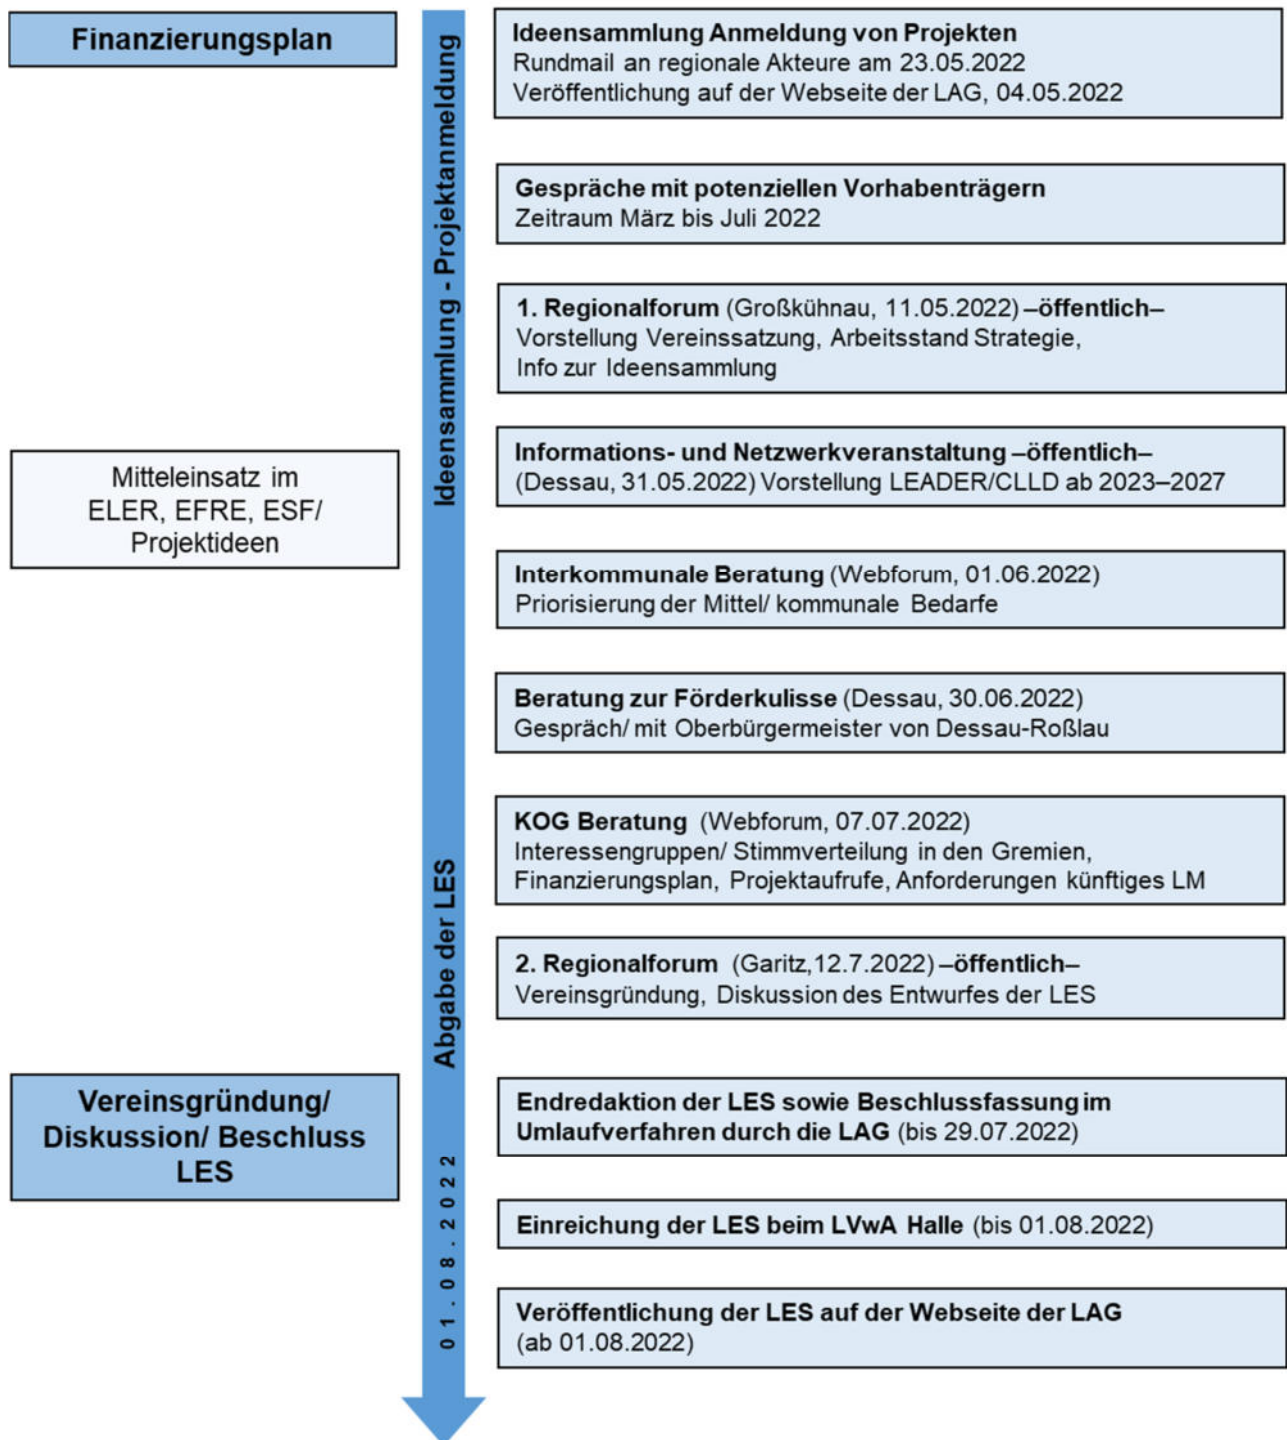 Finanzierungsplan
Ideensammlung Anmeldung von Projekten
Rundmail an regionale Akteure am 23.05.2022
Veröffentlichung auf der Webseite der LAG, 04.05.2022
Ideensammlung - Projektanmeldung
Gespräche mit potenziellen Vorhabenträgern
Zeitraum März bis Juli 2022
1. Regionalforum (Großkühnau, 11.05.2022) –öffentlich–
Vorstellung Vereinssatzung, Arbeitsstand Strategie,
Info zur Ideensammlung
Mitteleinsatz im
ELER, EFRE, ESF/
Projektideen
Informations- und Netzwerkveranstaltung –öffentlich–
(Dessau, 31.05.2022) Vorstellung LEADER/CLLD ab 2023–2027
Interkommunale Beratung (Webforum, 01.06.2022)
Priorisierung der Mittel/ kommunale Bedarfe
Beratung zur Förderkulisse (Dessau, 30.06.2022)
Gespräch/ mit Oberbürgermeister von Dessau-Roßlau
KOG Beratung (Webforum, 07.07.2022)
Interessengruppen/ Stimmverteilung in den Gremien,
Finanzierungsplan, Projektaufrufe, Anforderungen künftiges LM
Abgabe der LES
2. Regionalforum (Garitz,12.7.2022) –öffentlich–
Vereinsgründung, Diskussion des Entwurfes der LES
Vereinsgründung/
Diskussion/ Beschluss
LES
Endredaktion der LES sowie Beschlussfassung im
Umlaufverfahren durch die LAG (bis 29.07.2022)
01.08.2022
Einreichung der LES beim LVwA Halle (bis 01.08.2022)
Veröffentlichung der LES auf der Webseite der LAG
(ab 01.08.2022)